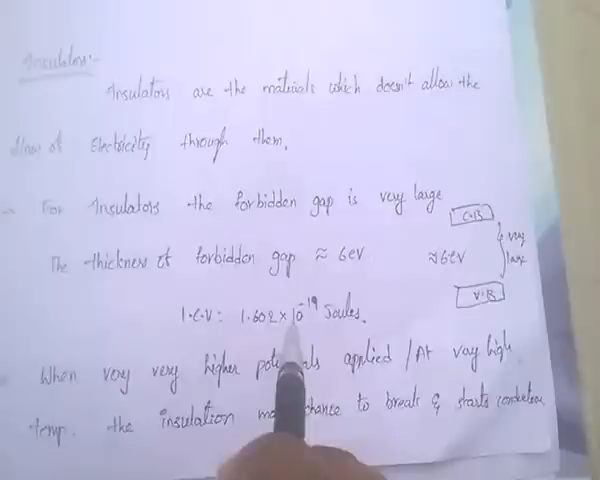 Insulator:-
Insulators are the materials which doesn't allow the
flow of Electricity through them.
→ For Insulators the forbidden gap is very large
C.B
very large
The thickness of forbidden gap ≈ 6eV
≈6eV
V.B
1.e.V = 1.602×10⁻¹⁹ Joules.
When very very higher potentials applied /At very high
temp. the insulation may chance to break & starts conduction